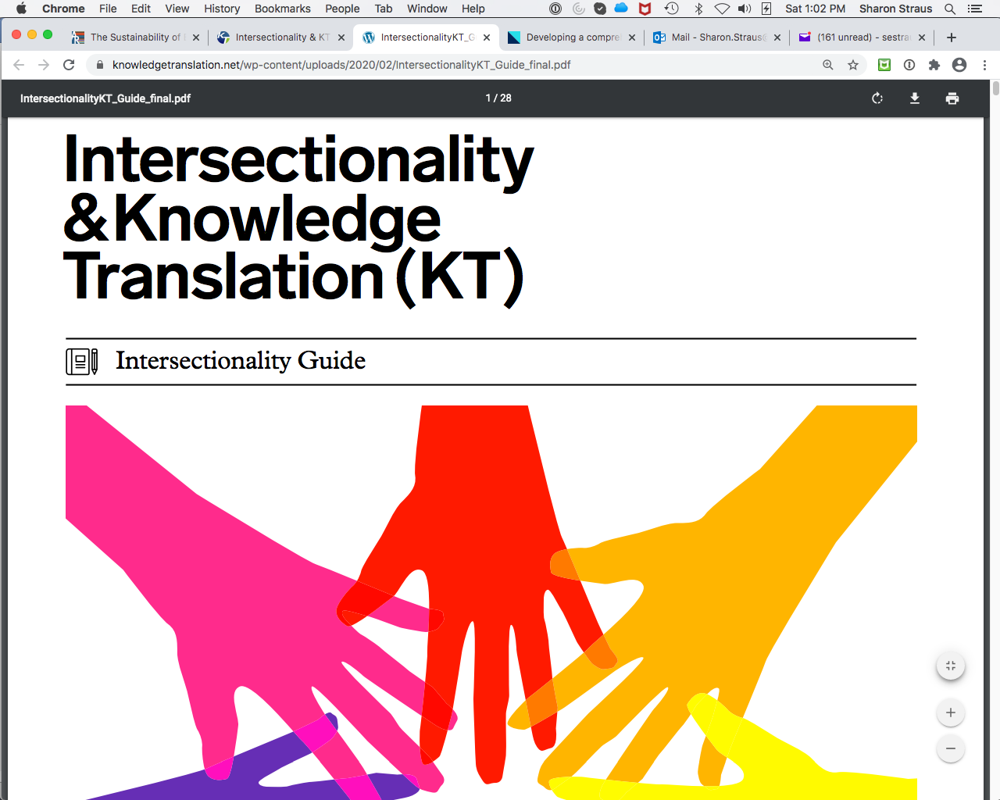 Chrome File Edit View History Bookmarks People Tab Window Help Sat 1:02 PM Sharon Straus
The Sustainability of Intersectionality & KT IntersectionalityKT_G Developing a compre Mail - Sharon.Straus@ (161 unread) - sestra
knowledgetranslation.net/wp-content/uploads/2020/02/IntersectionalityKT_Guide_final.pdf
IntersectionalityKT_Guide_final.pdf 1 / 28
Intersectionality
& Knowledge
Translation (KT)
Intersectionality Guide